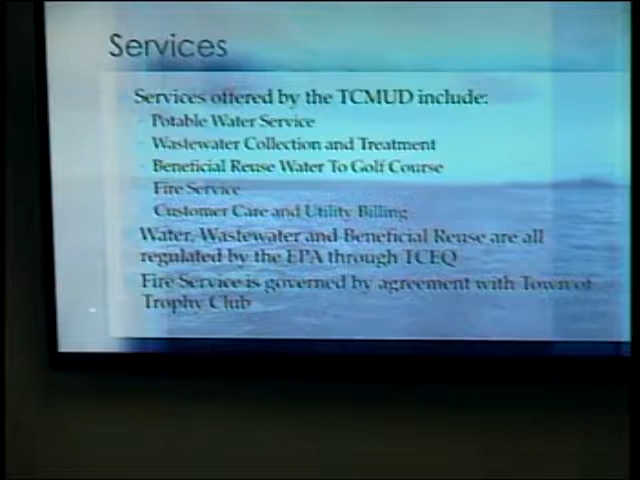 Services
Services offered by the TCMUD include:
Potable Water Service
Wastewater Collection and Treatment
Beneficial Reuse Water To Golf Course
Fire Service
Customer Care and Utility Billing
Water, Wastewater and Beneficial Reuse are all
regulated by the EPA through TCEQ
Fire Service is governed by agreement with Town of
Trophy Club